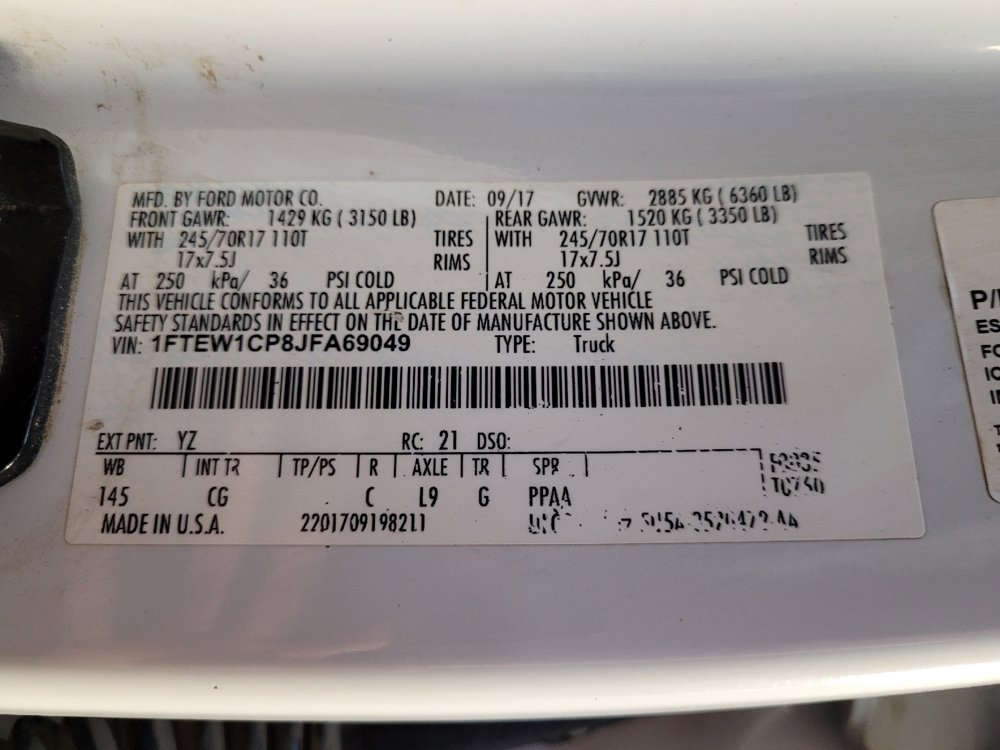 MFD. BY FORD MOTOR CO. DATE: 09/17 GVWR: 2885 KG ( 6360 LB)
FRONT GAWR: 1429 KG ( 3150 LB) REAR GAWR: 1520 KG ( 3350 LB)
WITH 245/70R17 110T TIRES WITH 245/70R17 110T TIRES
17x7.5J RIMS 17x7.5J RIMS
AT 250 kPa/ 36 PSI COLD AT 250 kPa/ 36 PSI COLD
THIS VEHICLE CONFORMS TO ALL APPLICABLE FEDERAL MOTOR VEHICLE
SAFETY STANDARDS IN EFFECT ON THE DATE OF MANUFACTURE SHOWN ABOVE.
VIN: 1FTEW1CP8JFA69049 TYPE: Truck
EXT PNT: YZ RC: 21 DSO:
WB INT TR TP/PS R AXLE TR SPR
145 CG C L9 G PPAA
MADE IN U.S.A.